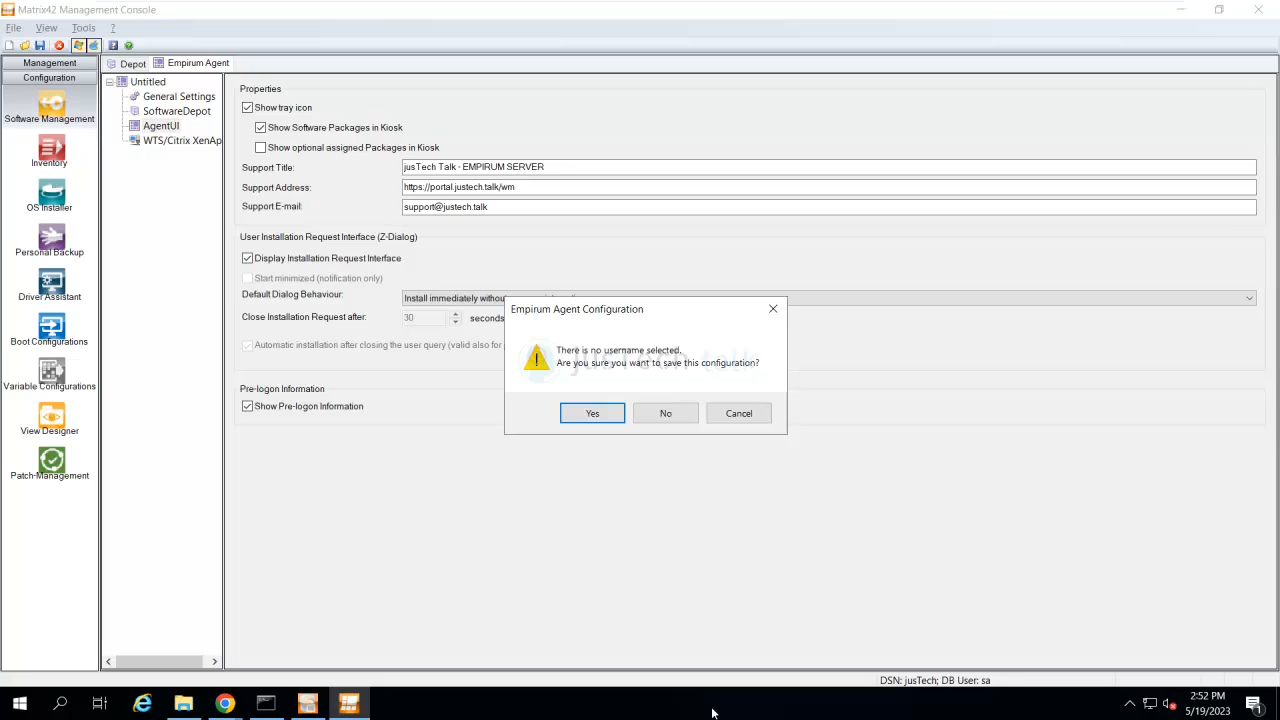 Matrix42 Management Console
File View Tools ?
Management
Configuration
Software Management
Inventory
OS Installer
Personal Backup
Driver Assistant
Boot Configurations
Variable Configurations
View Designer
Patch-Management
Depot
Empirum Agent
Untitled
General Settings
SoftwareDepot
AgentUI
WTS/Citrix XenAp
Properties
Show tray icon
Show Software Packages in Kiosk
Show optional assigned Packages in Kiosk
Support Title: jusTech Talk - EMPIRUM SERVER
Support Address: https://portal.justech.talk/wm
Support E-mail: support@justech.talk
User Installation Request Interface (Z-Dialog)
Display Installation Request Interface
Start minimized (notification only)
Default Dialog Behaviour: Install immediately withou
Close Installation Request after: 30 seconds
Automatic installation after closing the user query (valid also for
Pre-logon Information
Show Pre-logon Information
Empirum Agent Configuration
There is no username selected.
Are you sure you want to save this configuration?
Yes No Cancel
DSN: jusTech; DB User: sa
2:52 PM
5/19/2023
1